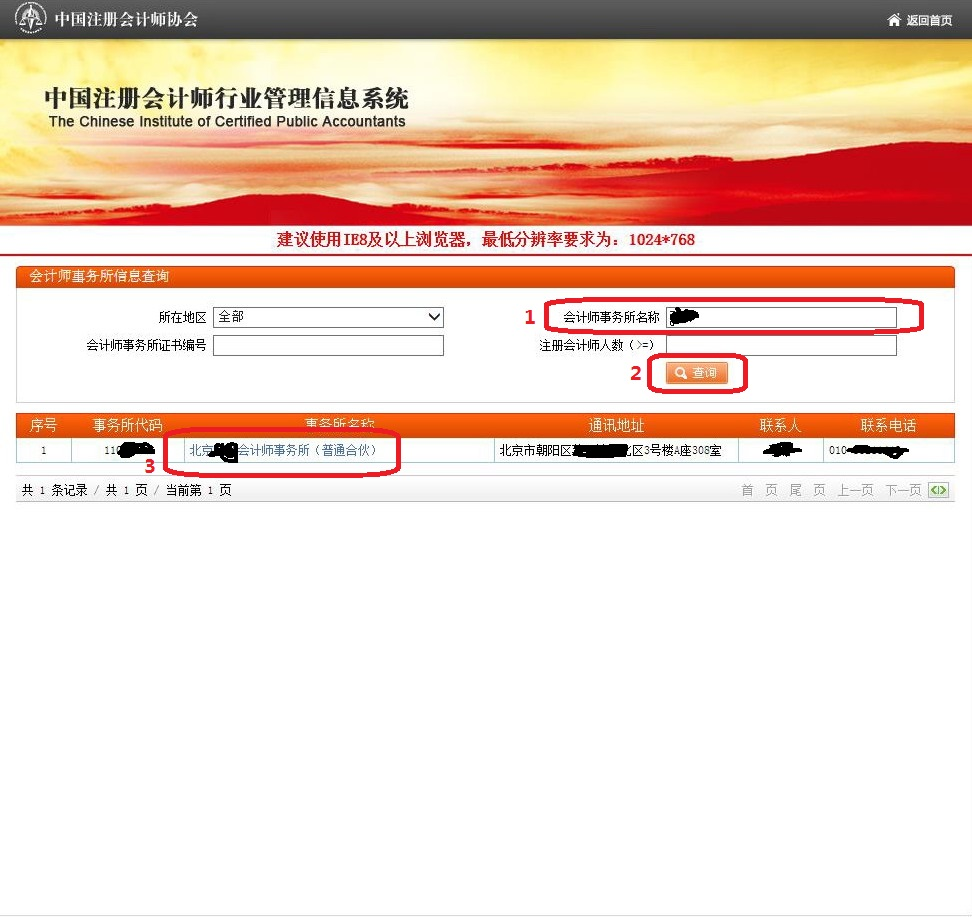 中国注册会计师协会 返回首页
中国注册会计师行业管理信息系统
The Chinese Institute of Certified Public Accountants
建议使用IE8及以上浏览器，最低分辨率要求为：1024*768
会计师事务所信息查询
所在地区 全部 1 会计师事务所名称
会计师事务所证书编号 注册会计师人数（>=）
2 查询
序号 事务所代码 事务所名称 通讯地址 联系人 联系电话
1 110 北京 会计师事务所（普通合伙） 北京市朝阳区 北区3号楼A座308室 010
3
共 1 条记录 / 共 1 页 / 当前第 1 页 首 页 尾 页 上一页 下一页